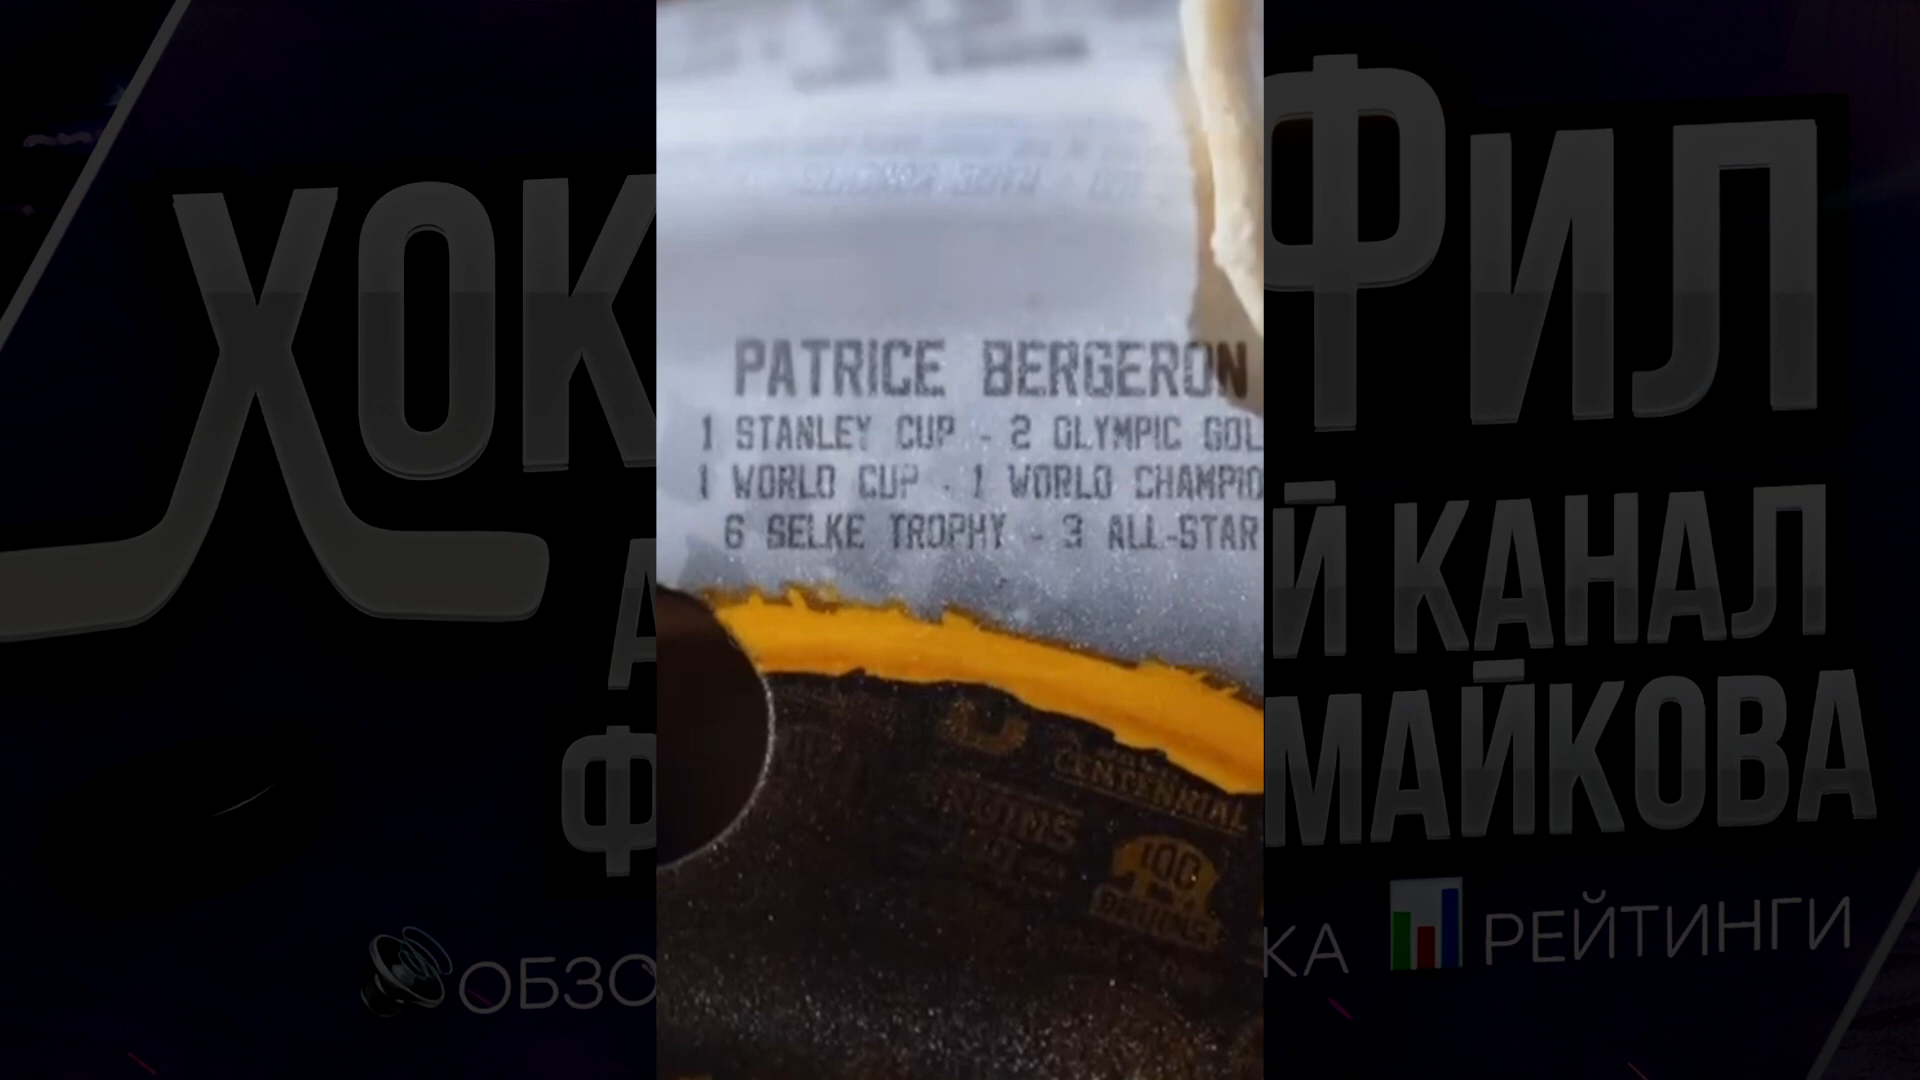 PATRICE BERGERON
1 STANLEY CUP - 2 OLYMPIC GOL
1 WORLD CUP - 1 WORLD CHAMPIO
6 SELKE TROPHY - 3 ALL-STAR
CENTENNIAL
100
BRUINS
ХОК
ФИЛ
Й КАНАЛ
МАЙКОВА
ОБЗО
КА РЕЙТИНГИ